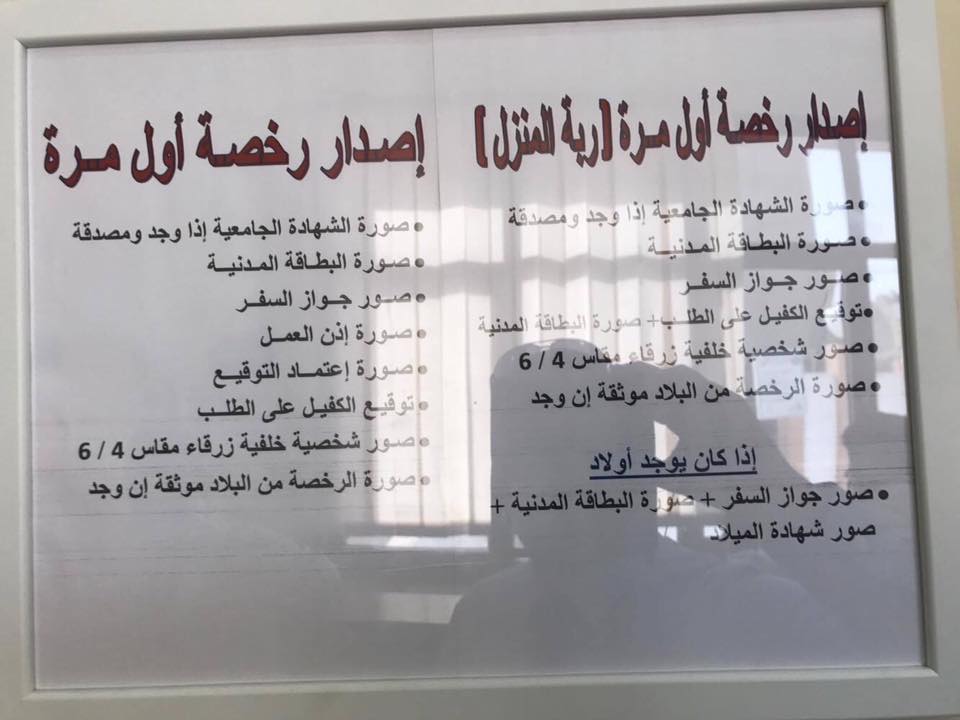 إصدار رخصة أول مرة (رية المنزل)
• صورة الشهادة الجامعية إذا وجد ومصدقة
• صورة البطاقة المدنية
• صور جواز السفر
• توقيع الكفيل على الطلب + صورة البطاقة المدنية
• صور شخصية خلفية زرقاء مقاس 4 / 6
• صورة الرخصة من البلاد موثقة إن وجد
إذا كان يوجد أولاد
• صور جواز السفر + صورة البطاقة المدنية +
صور شهادة الميلاد
إصدار رخصة أول مرة
• صورة الشهادة الجامعية إذا وجد ومصدقة
• صورة البطاقة المدنية
• صور جواز السفر
• صورة إذن العمل
• صورة إعتماد التوقيع
• توقيع الكفيل على الطلب
• صور شخصية خلفية زرقاء مقاس 4 / 6
• صورة الرخصة من البلاد موثقة إن وجد